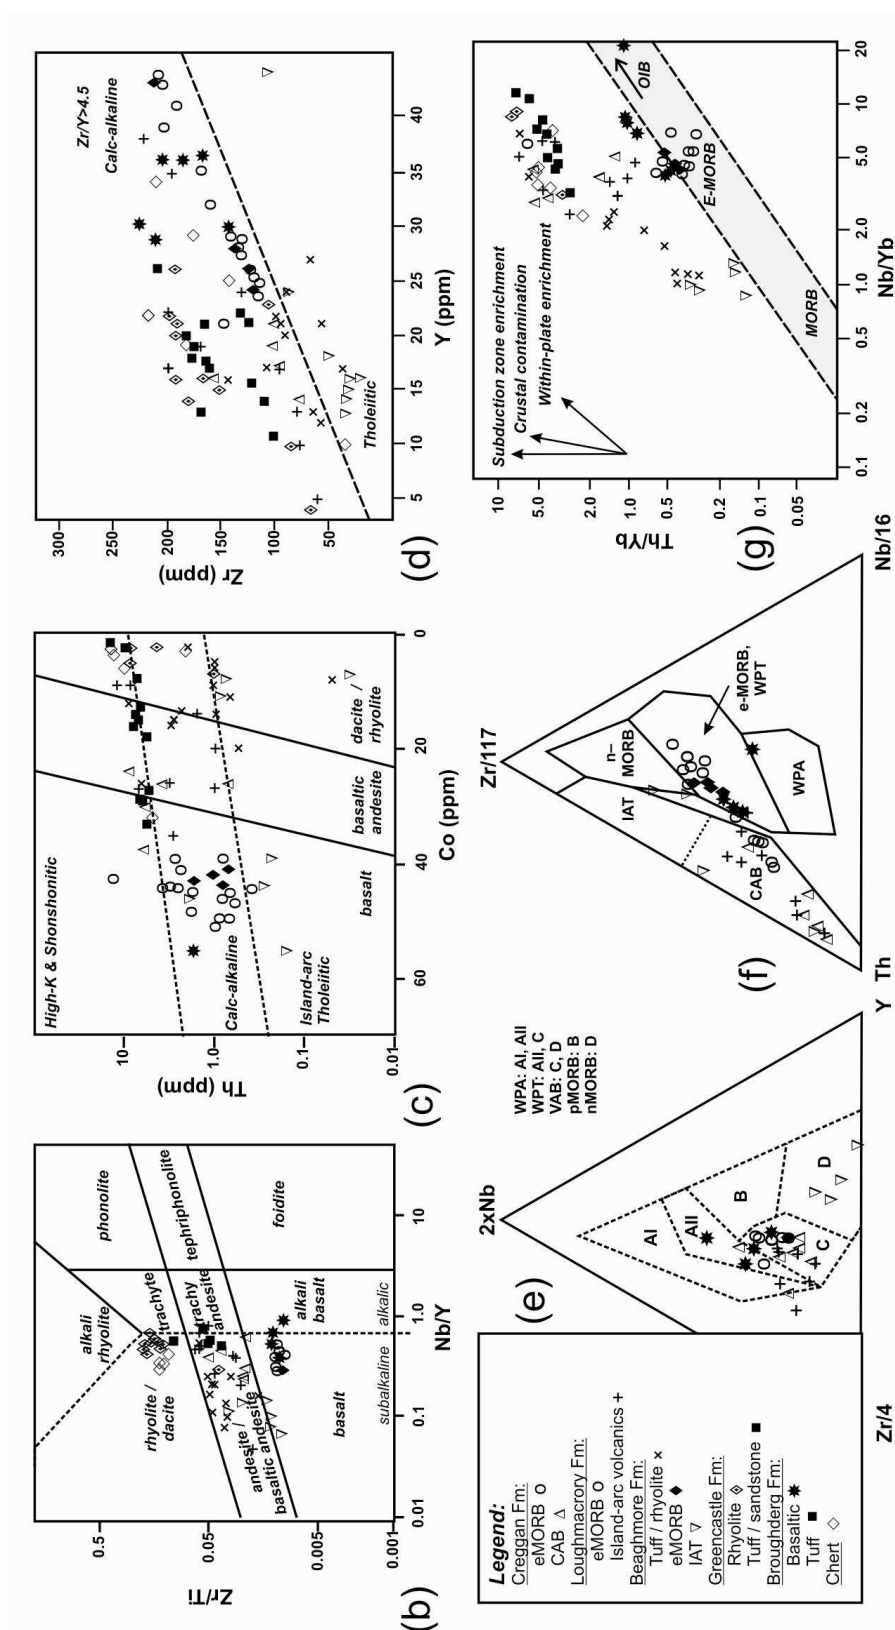 Zr/Ti
0.5
0.05
0.005
0.001
alkali
rhyolite
phonolite
rhyolite /
dacite
trachyte
tephriphonolite
trachy
andesite
andesite /
basaltic andesite
foidite
alkali
basalt
basalt
subalkaline
alkalic
0.01
0.1
1.0
10
Nb/Y
(b)
Th (ppm)
10
1.0
0.1
0.01
High-K & Shonshonitic
Calc-alkaline
Island-arc
Tholeiitic
basalt
basaltic
andesite
dacite /
rhyolite
60
40
20
0
Co (ppm)
(c)
Zr (ppm)
300
250
200
150
100
50
0
Zr/Y>4.5
Calc-alkaline
Tholeiitic
5
10
15
20
25
30
35
40
Y (ppm)
(d)
Legend:
Creggan Fm:
eMORB O
CAB △
Loughmacrory Fm:
eMORB O
Island-arc volcanics +
Beaghmore Fm:
Tuff / rhyolite ×
eMORB ◆
IAT ▽
Greencastle Fm:
Rhyolite ◈
Tuff / sandstone ■
Broughderg Fm:
Basaltic ✸
Tuff ■
Chert ◇
2xNb
WPA: AI, AII
WPT: AII, C
VAB: C, D
pMORB: B
nMORB: D
AI
AII
B
C
D
Zr/4
Y
(e)
Zr/117
n–
MORB
IAT
e-MORB,
WPT
WPA
CAB
Th
Nb/16
(f)
Th/Yb
10
5.0
2.0
1.0
0.5
0.2
0.1
0.05
Subduction zone enrichment
Crustal contamination
Within-plate enrichment
OIB
E-MORB
MORB
0.1
0.2
0.5
1.0
2.0
5.0
10
20
Nb/Yb
(g)